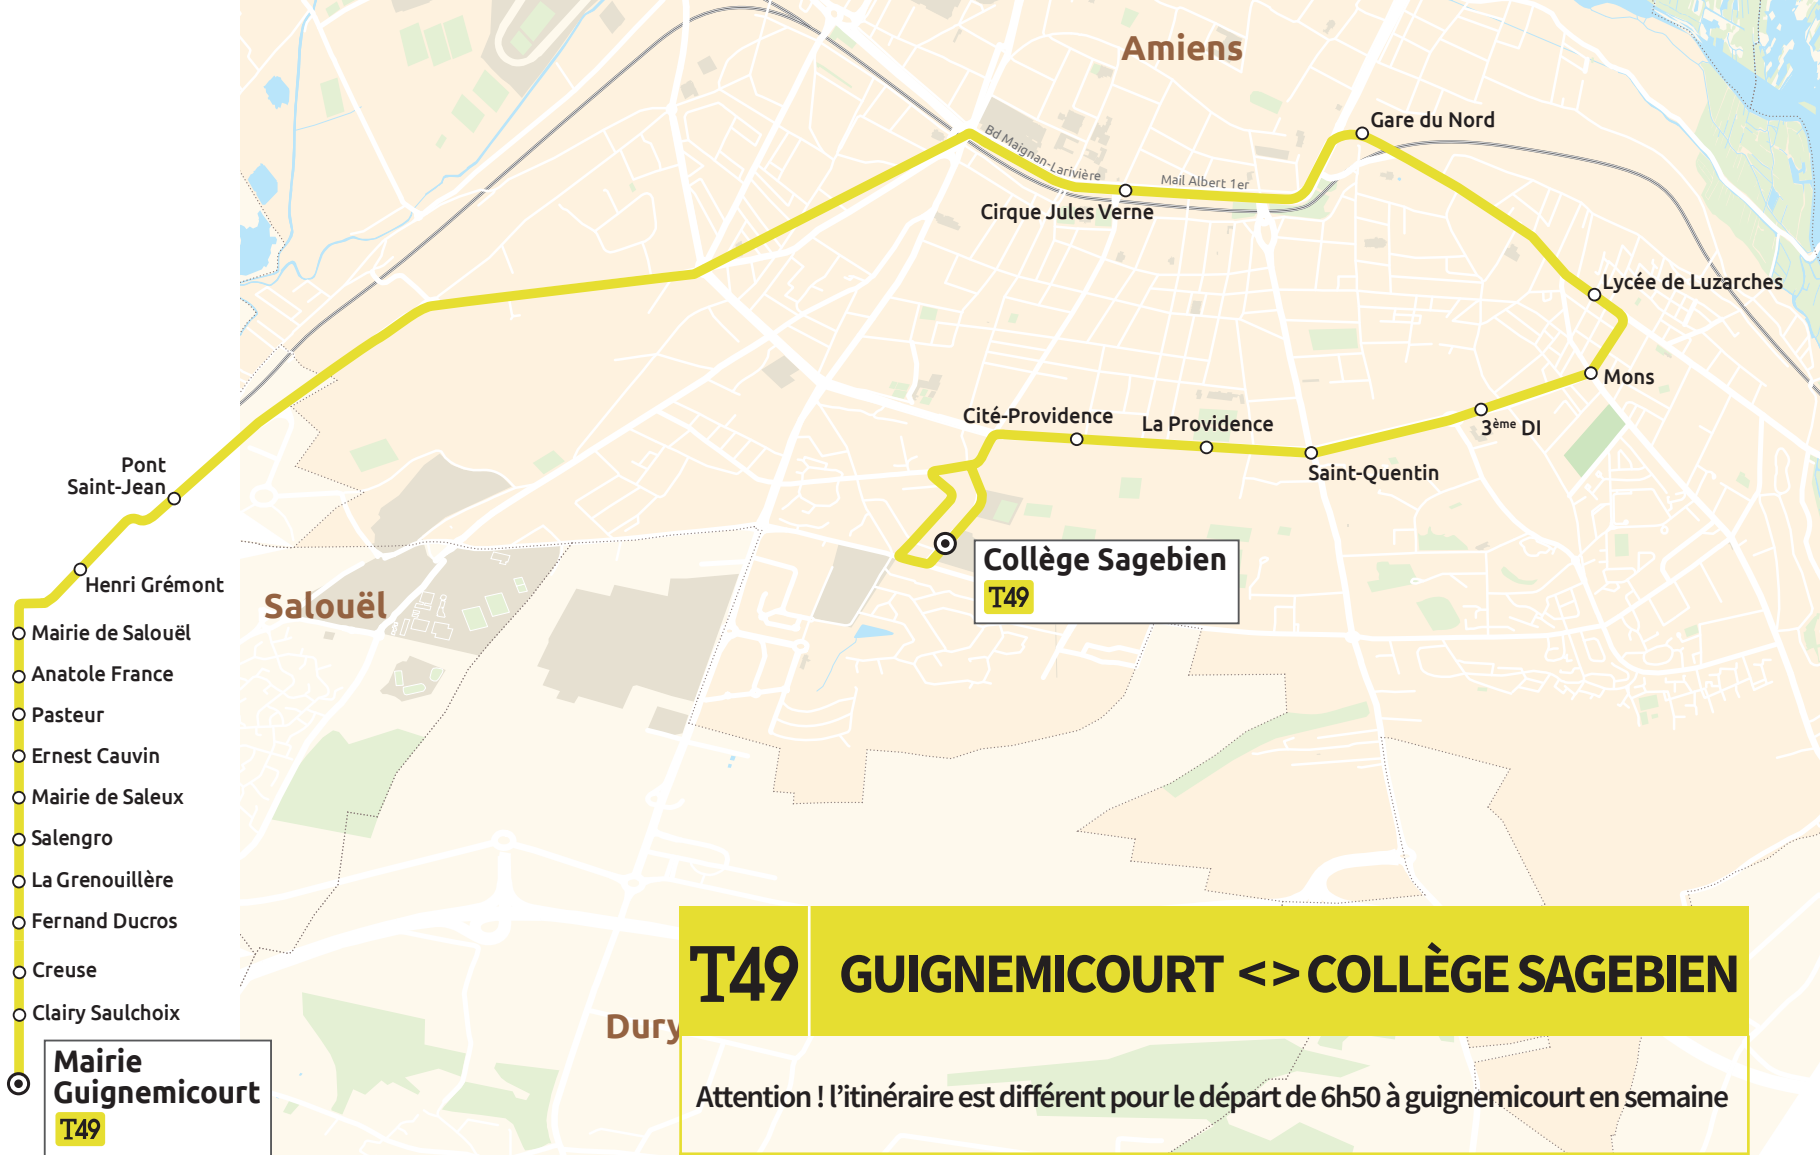 Amiens
Gare du Nord
Bd Maignan-Larivière
Mail Albert 1er
Cirque Jules Verne
Lycée de Luzarches
Mons
3ème DI
Cité-Providence
La Providence
Saint-Quentin
Pont
Saint-Jean
Henri Grémont
Collège Sagebien
T49
Salouël
Mairie de Salouël
Anatole France
Pasteur
Ernest Cauvin
Mairie de Saleux
Salengro
La Grenouillère
Fernand Ducros
Creuse
Clairy Saulchoix
Mairie
Guignemicourt
T49
Dury
T49 GUIGNEMICOURT <> COLLÈGE SAGEBIEN
Attention ! l'itinéraire est différent pour le départ de 6h50 à guignemicourt en semaine